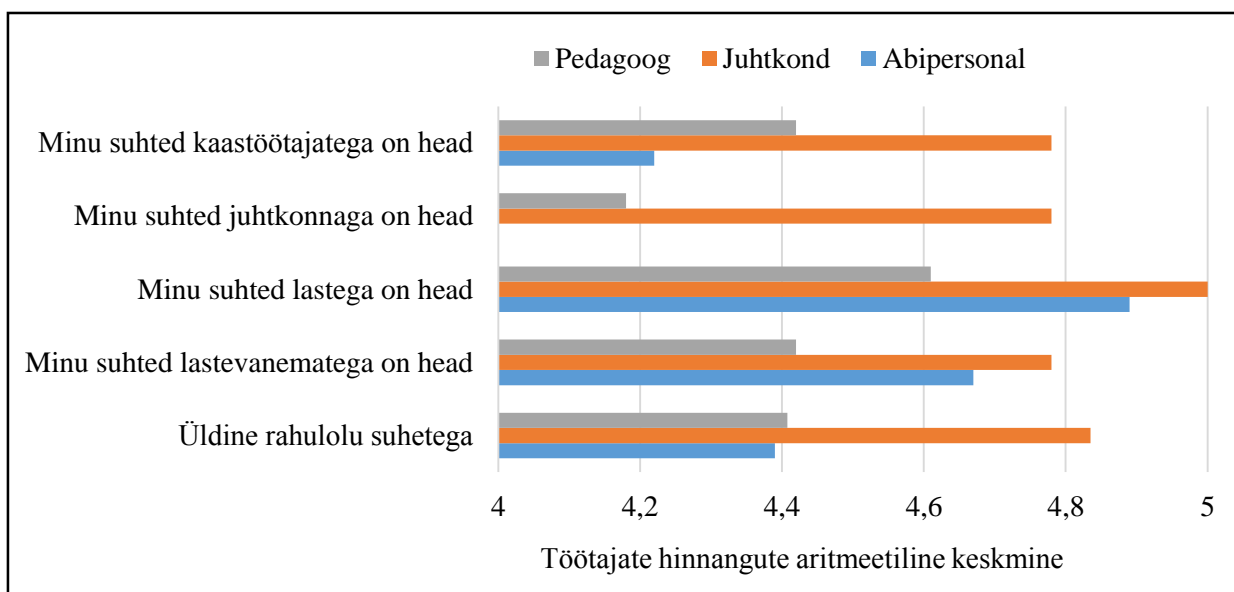 Pedagoog Juhtkond Abipersonal
Minu suhted kaastöötajatega on head
Minu suhted juhtkonnaga on head
Minu suhted lastega on head
Minu suhted lastevanematega on head
Üldine rahulolu suhetega
4 4,2 4,4 4,6 4,8 5
Töötajate hinnangute aritmeetiline keskmine